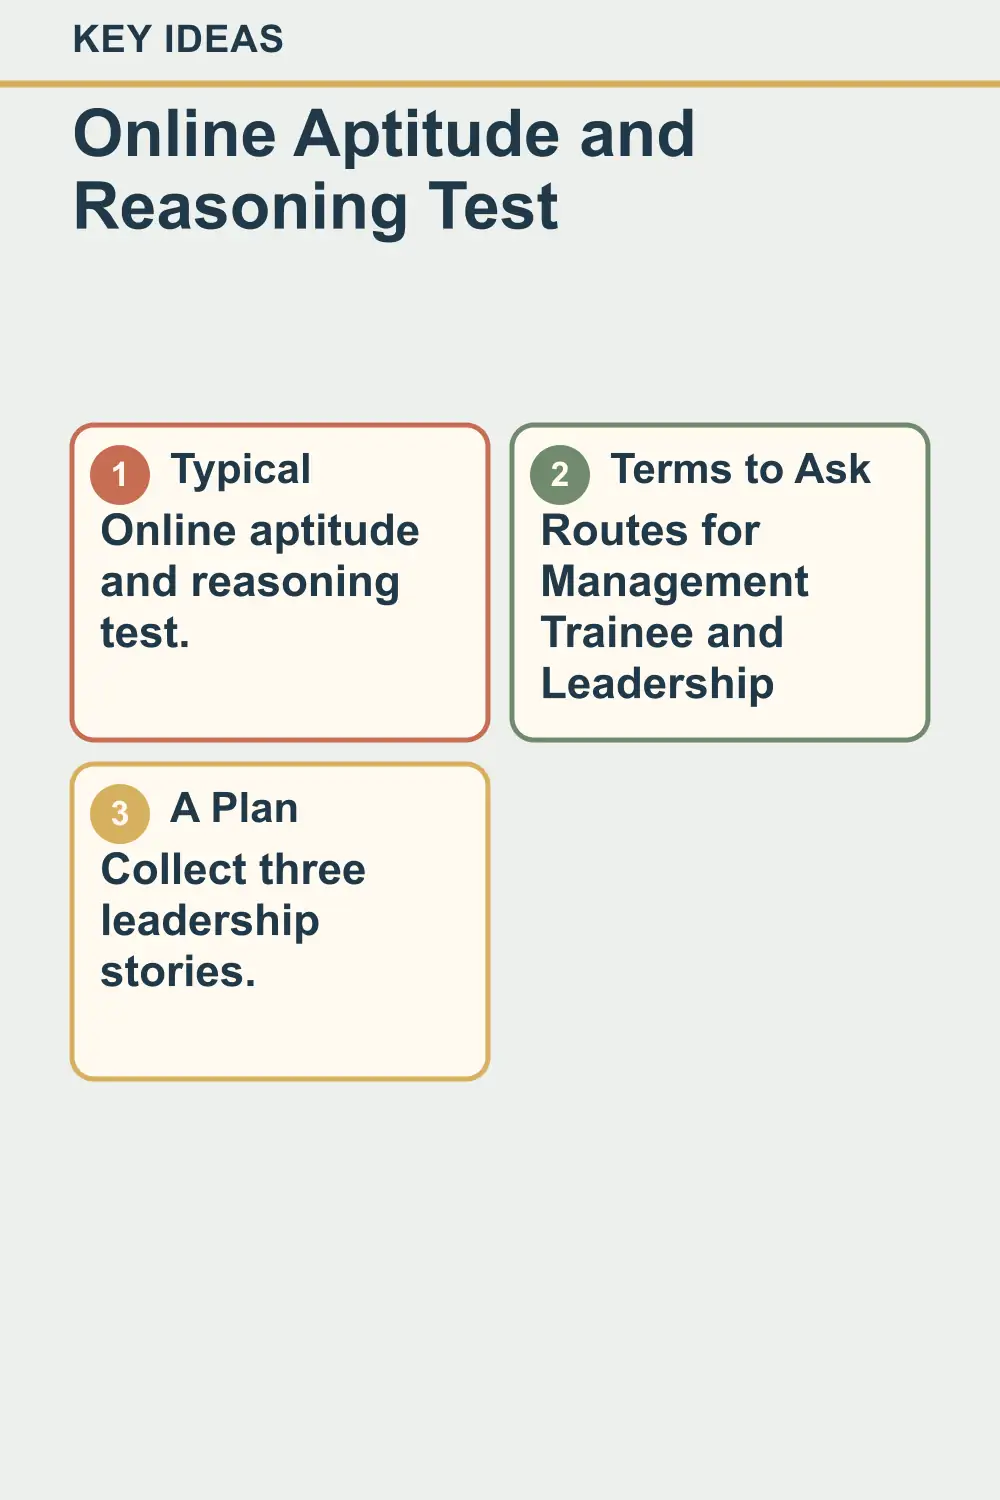 KEY IDEAS
Online Aptitude and
Reasoning Test
1 Typical
Online aptitude
and reasoning
test.
2 Terms to Ask
Routes for
Management
Trainee and
Leadership
3 A Plan
Collect three
leadership
stories.